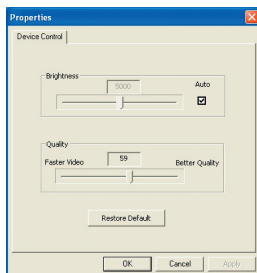 Properties
Device Control
Brightness
5000
Auto
Quality
Faster Video
59
Better Quality
Restore Default
OK
Cancel
Apply